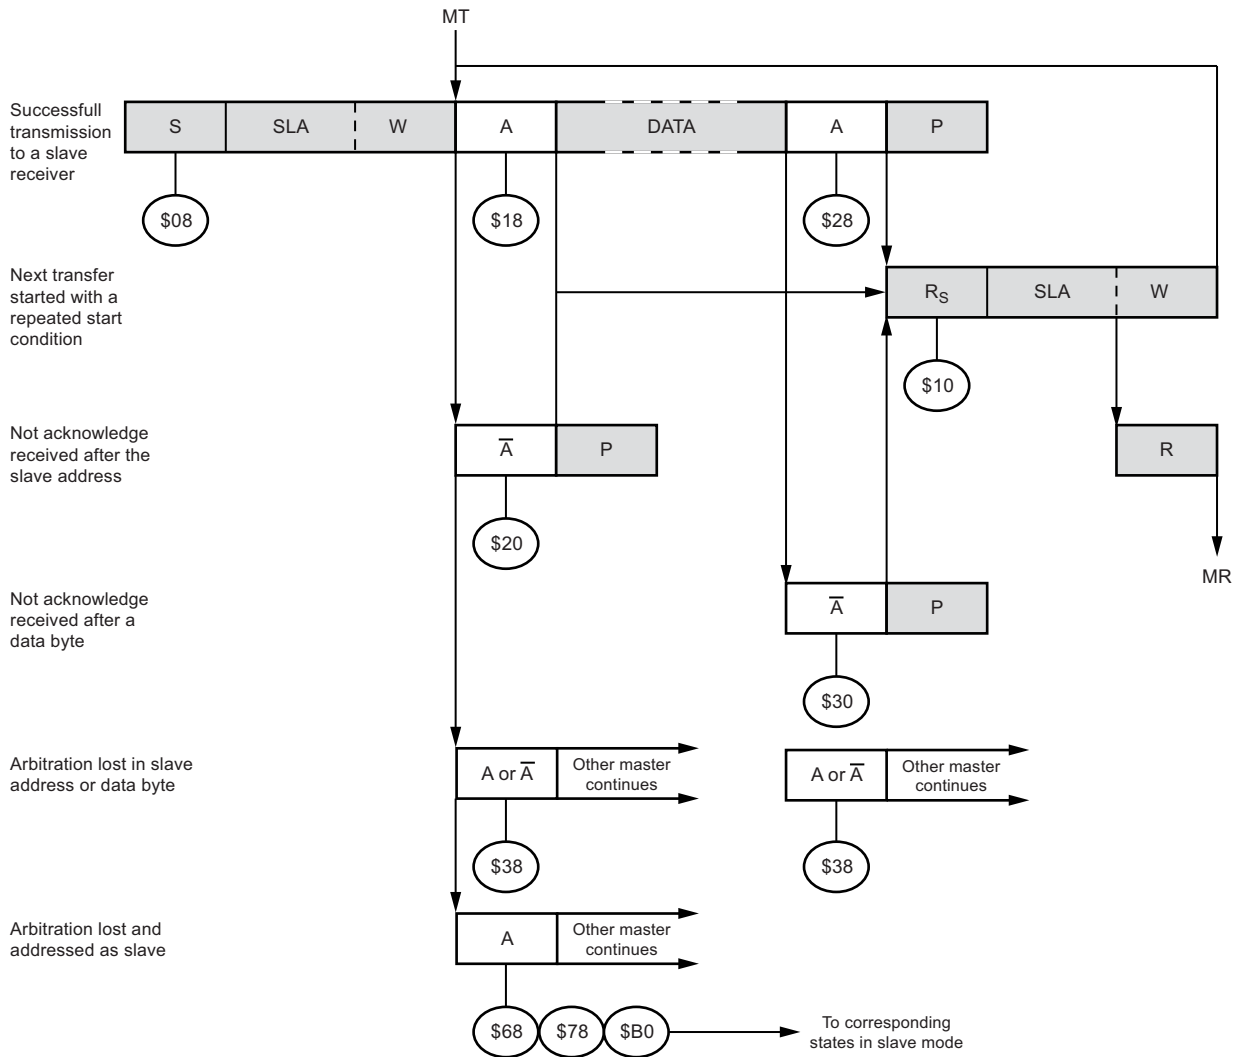 MT
Successfull
transmission
to a slave
receiver
S
SLA
W
A
DATA
A
P
$08
$18
$28
Next transfer
started with a
repeated start
condition
RS
SLA
W
$10
Not acknowledge
received after the
slave address
A̅
P
R
$20
MR
Not acknowledge
received after a
data byte
A̅
P
$30
Arbitration lost in slave
address or data byte
A or A̅
Other master
continues
A or A̅
Other master
continues
$38
$38
Arbitration lost and
addressed as slave
A
Other master
continues
$68
$78
$B0
To corresponding
states in slave mode